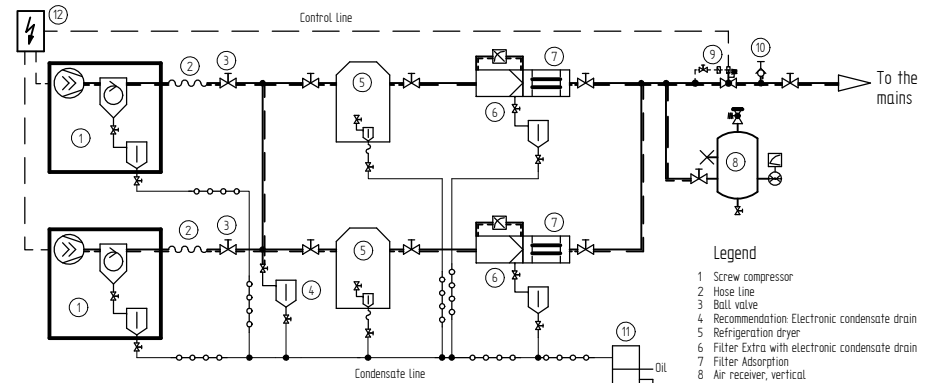 12
Control line
2
3
9
10
7
5
To the
mains
6
1
8
2
3
7
5
Legend
6
1 Screw compressor
4
2 Hose line
1
3 Ball valve
4 Recommendation: Electronic condensate drain
11
5 Refrigeration dryer
Oil
6 Filter Extra with electronic condensate drain
Condensate line
7 Filter Adsorption
8 Air receiver, vertical